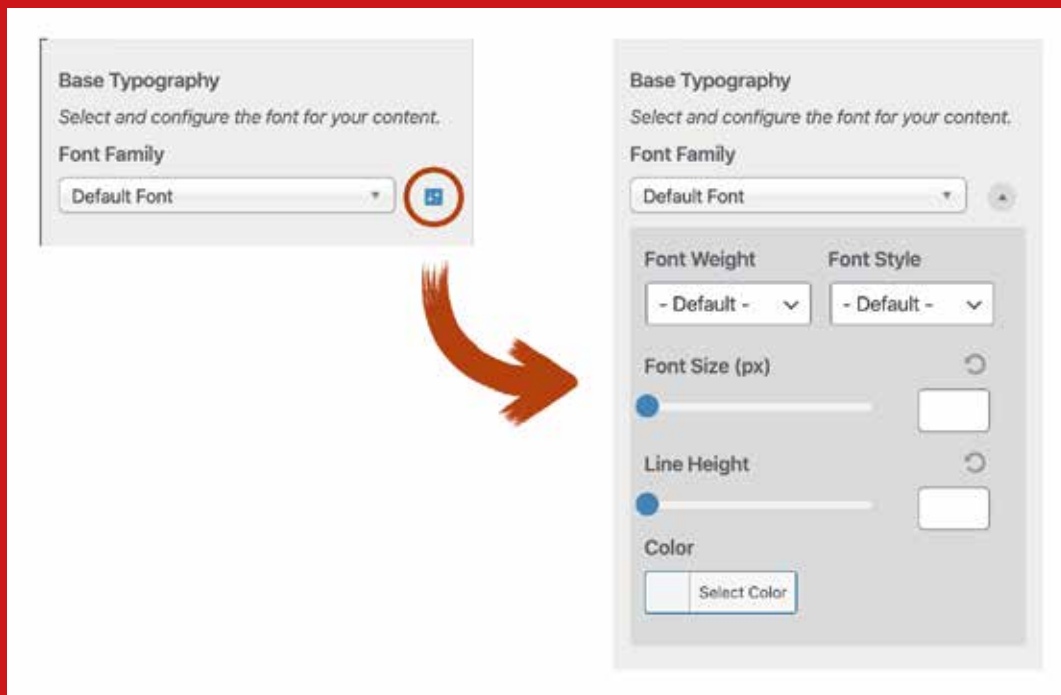 Base Typography
Select and configure the font for your content.
Font Family
Default Font
Base Typography
Select and configure the font for your content.
Font Family
Default Font
Font Weight Font Style
- Default - - Default -
Font Size (px)
Line Height
Color
Select Color